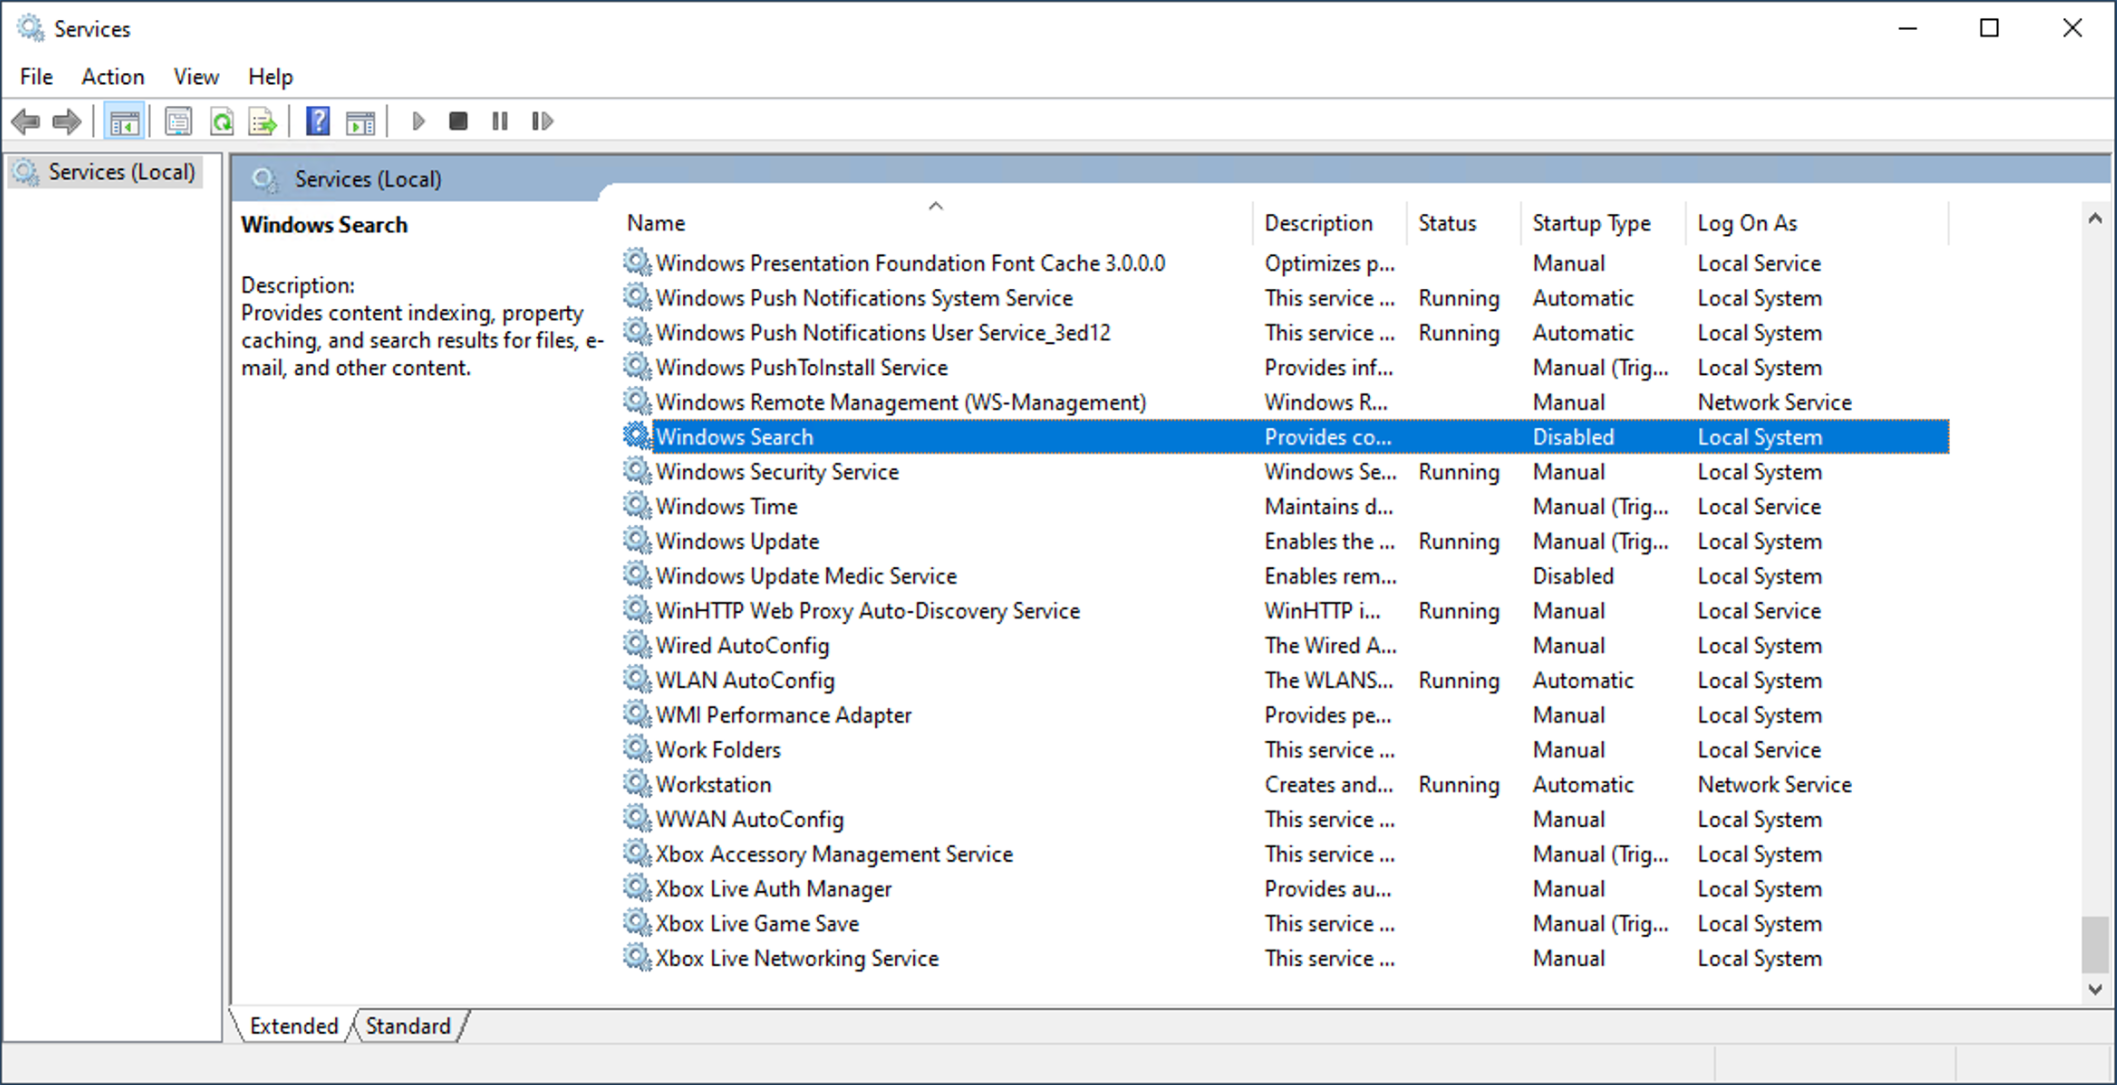 Services
File Action View Help
Services (Local)
Services (Local)
Windows Search
Description:
Provides content indexing, property
caching, and search results for files, e-
mail, and other content.
Name Description Status Startup Type Log On As
Windows Presentation Foundation Font Cache 3.0.0.0 Optimizes p... Manual Local Service
Windows Push Notifications System Service This service ... Running Automatic Local System
Windows Push Notifications User Service_3ed12 This service ... Running Automatic Local System
Windows PushToInstall Service Provides inf... Manual (Trig... Local System
Windows Remote Management (WS-Management) Windows R... Manual Network Service
Windows Search Provides co... Disabled Local System
Windows Security Service Windows Se... Running Manual Local System
Windows Time Maintains d... Manual (Trig... Local Service
Windows Update Enables the ... Running Manual (Trig... Local System
Windows Update Medic Service Enables rem... Disabled Local System
WinHTTP Web Proxy Auto-Discovery Service WinHTTP i... Running Manual Local Service
Wired AutoConfig The Wired A... Manual Local System
WLAN AutoConfig The WLANS... Running Automatic Local System
WMI Performance Adapter Provides pe... Manual Local System
Work Folders This service ... Manual Local Service
Workstation Creates and... Running Automatic Network Service
WWAN AutoConfig This service ... Manual Local System
Xbox Accessory Management Service This service ... Manual (Trig... Local System
Xbox Live Auth Manager Provides au... Manual Local System
Xbox Live Game Save This service ... Manual (Trig... Local System
Xbox Live Networking Service This service ... Manual Local System
Extended Standard